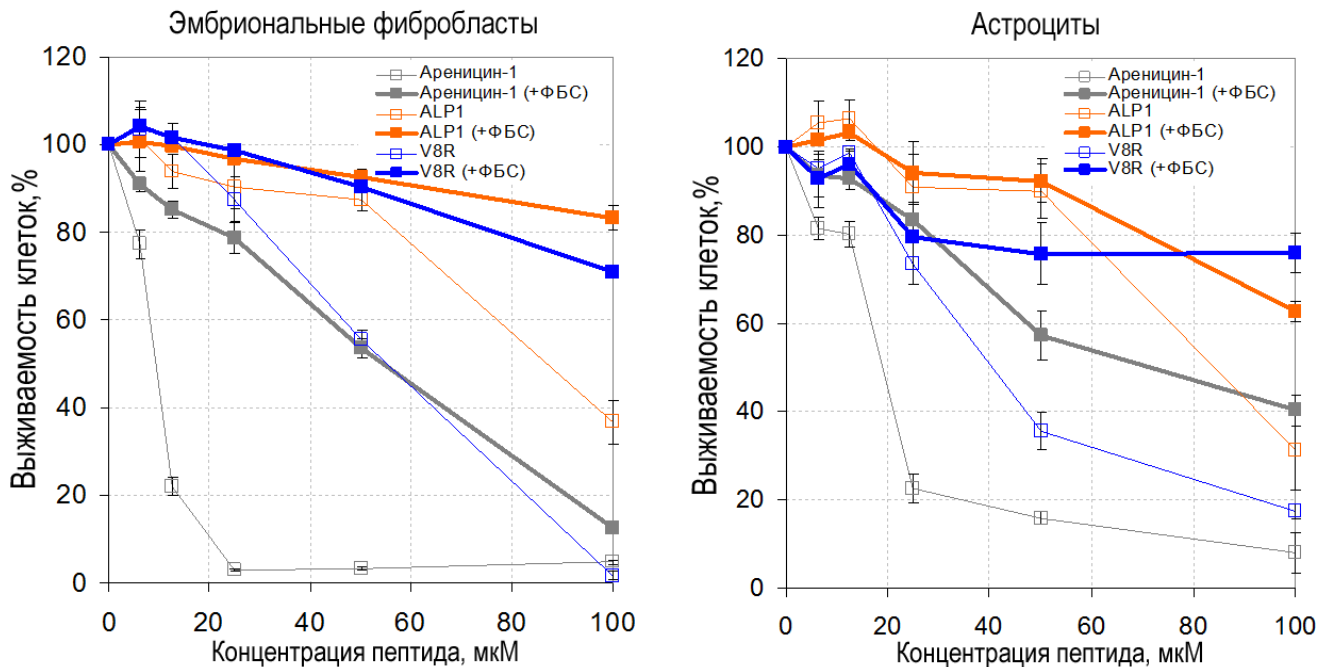 Эмбриональные фибробласты
Выживаемость клеток,%
120
100
80
60
40
20
0
Ареницин-1
Ареницин-1 (+ФБС)
ALP1
ALP1 (+ФБС)
V8R
V8R (+ФБС)
0 20 40 60 80 100
Концентрация пептида, мкМ
Астроциты
Выживаемость клеток,%
120
100
80
60
40
20
0
Ареницин-1
Ареницин-1 (+ФБС)
ALP1
ALP1 (+ФБС)
V8R
V8R (+ФБС)
0 20 40 60 80 100
Концентрация пептида, мкМ